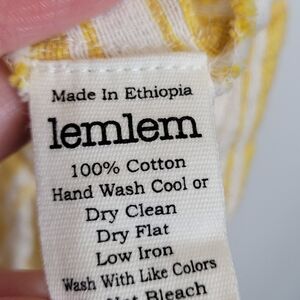 Made In Ethiopia
lemlem
100% Cotton
Hand Wash Cool or
Dry Clean
Dry Flat
Low Iron
Wash With Like Colors
Bleach